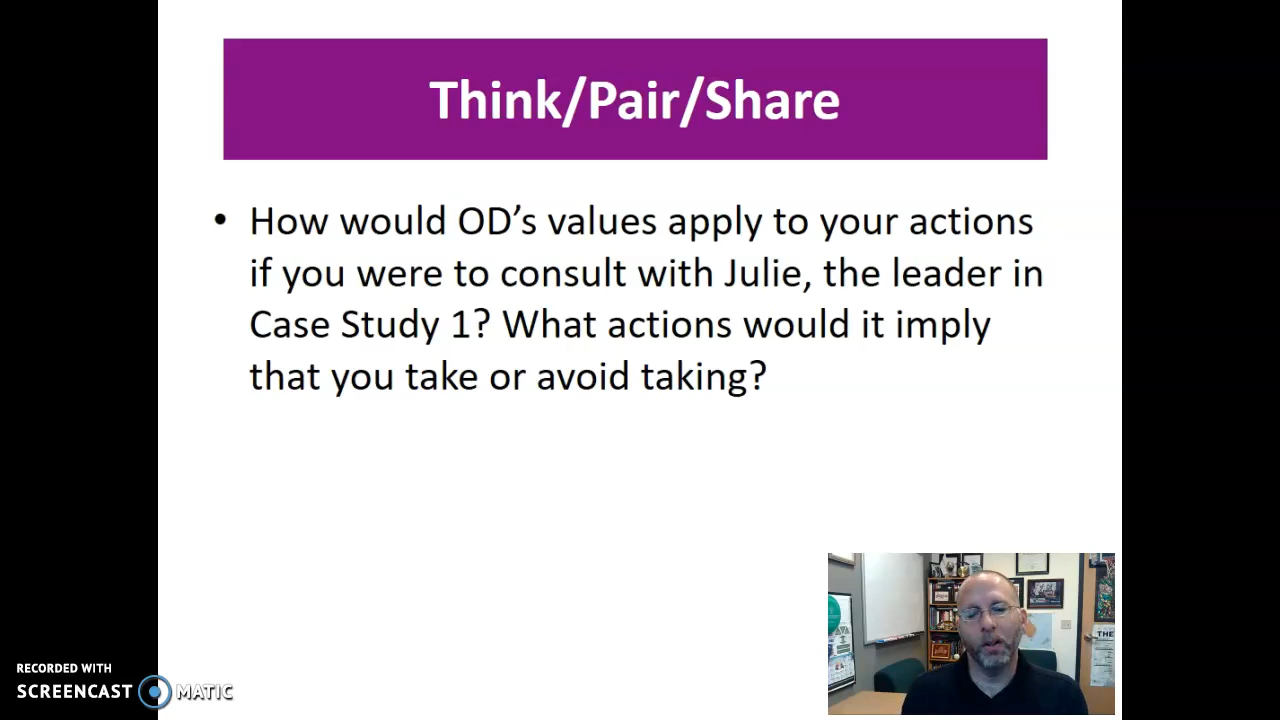 Think/Pair/Share
• How would OD’s values apply to your actions
if you were to consult with Julie, the leader in
Case Study 1? What actions would it imply
that you take or avoid taking?
THE
RECORDED WITH
SCREENCAST MATIC